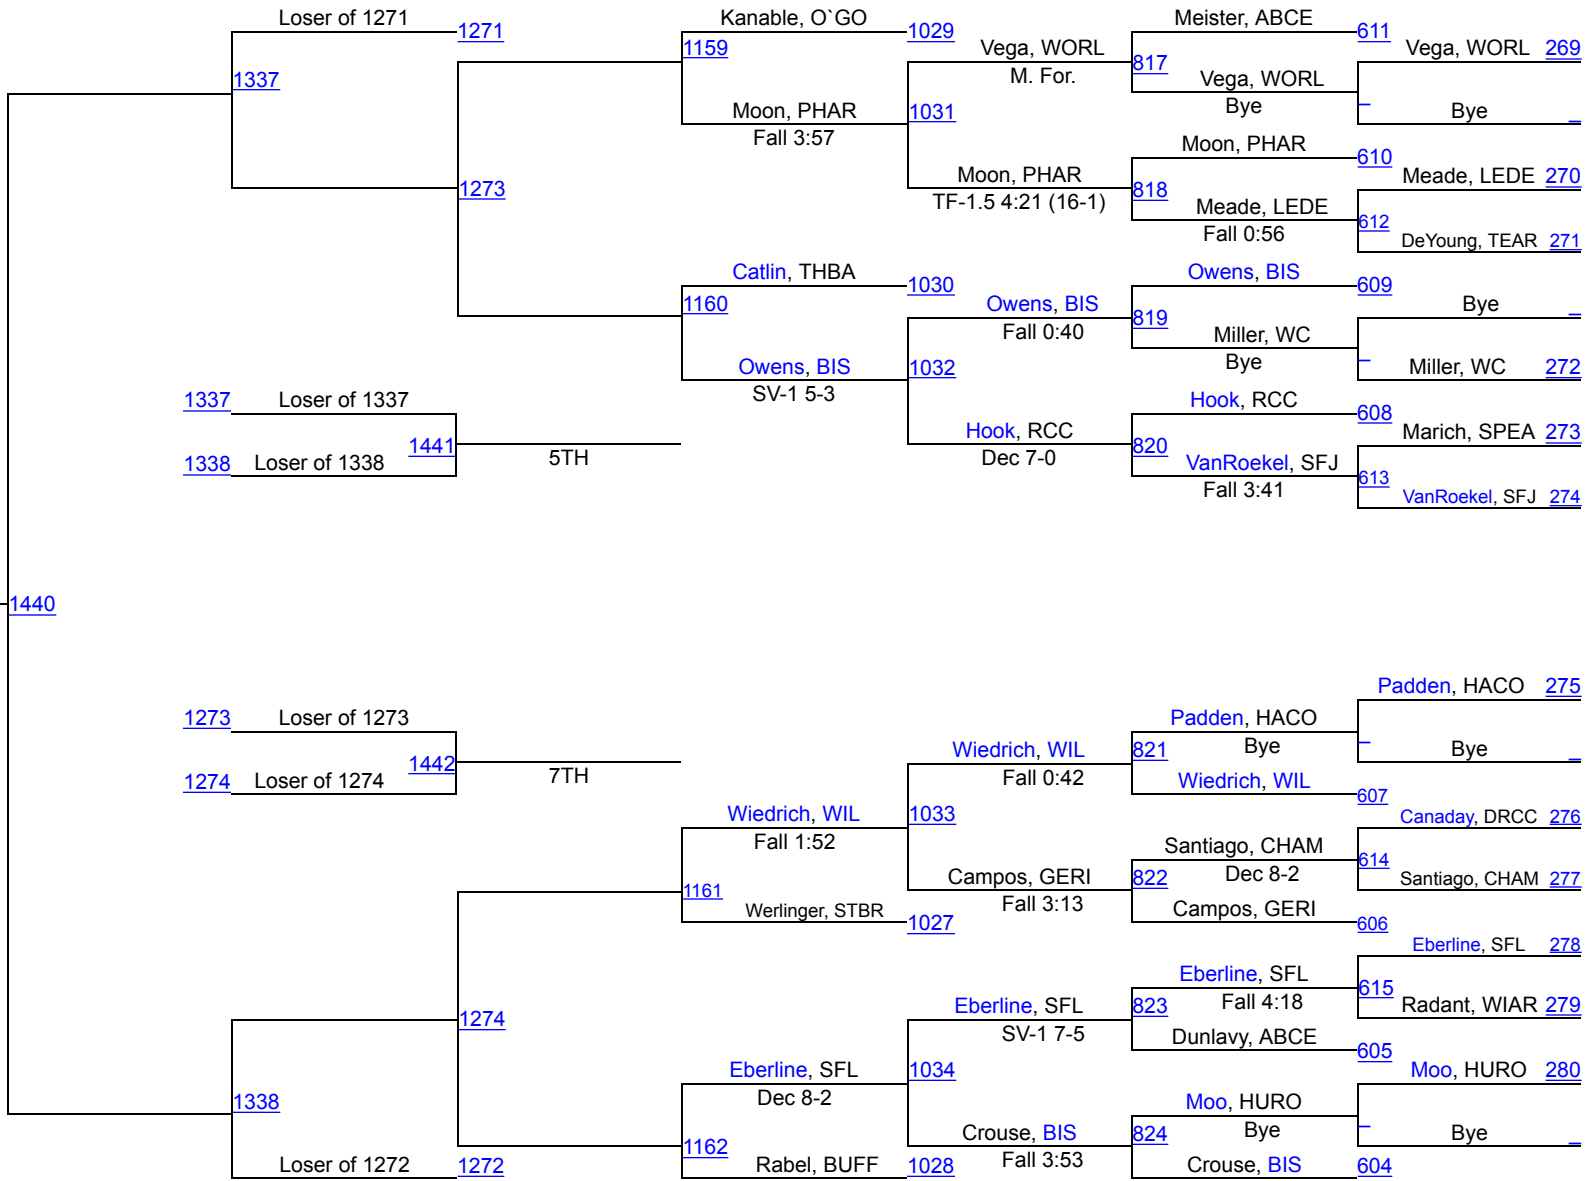 Loser of 1271 1271 Kanable, O`GO 1029 Meister, ABCE 611
1337 1159 Vega, WORL 817 Vega, WORL 269
M. For. Vega, WORL
Bye _ Bye _
Moon, PHAR 1031
Fall 3:57
Moon, PHAR 610
1273 Moon, PHAR 818 Meade, LEDE 270
TF-1.5 4:21 (16-1) Meade, LEDE 612
Fall 0:56 DeYoung, TEAR 271
Catlin, THBA 1030 Owens, BIS 609
1160 Owens, BIS 819 Bye _
Fall 0:40 Miller, WC
Owens, BIS 1032 Bye _ Miller, WC 272
SV-1 5-3
1337 Loser of 1337 Hook, RCC 608
1441 5TH Hook, RCC 820 Marich, SPEA 273
1338 Loser of 1338 Dec 7-0 VanRoekel, SFJ 613
Fall 3:41 VanRoekel, SFJ 274
1440
Padden, HACO 275
1273 Loser of 1273 Padden, HACO
1442 7TH Wiedrich, WIL 821 Bye _ Bye _
1274 Loser of 1274 Fall 0:42 Wiedrich, WIL 607
Wiedrich, WIL 1033 Canaday, DRCC 276
Fall 1:52 Santiago, CHAM 614
1161 Campos, GERI 822 Dec 8-2 Santiago, CHAM 277
Werlinger, STBR 1027 Fall 3:13 Campos, GERI 606
Eberline, SFL 278
Eberline, SFL 615
1274 Eberline, SFL 823 Fall 4:18 Radant, WIAR 279
SV-1 7-5 Dunlavy, ABCE 605
Eberline, SFL 1034 Moo, HURO 280
Dec 8-2
1338 Moo, HURO
1162 Crouse, BIS 824 Bye _ Bye _
Loser of 1272 1272 Rabel, BUFF 1028 Fall 3:53 Crouse, BIS 604